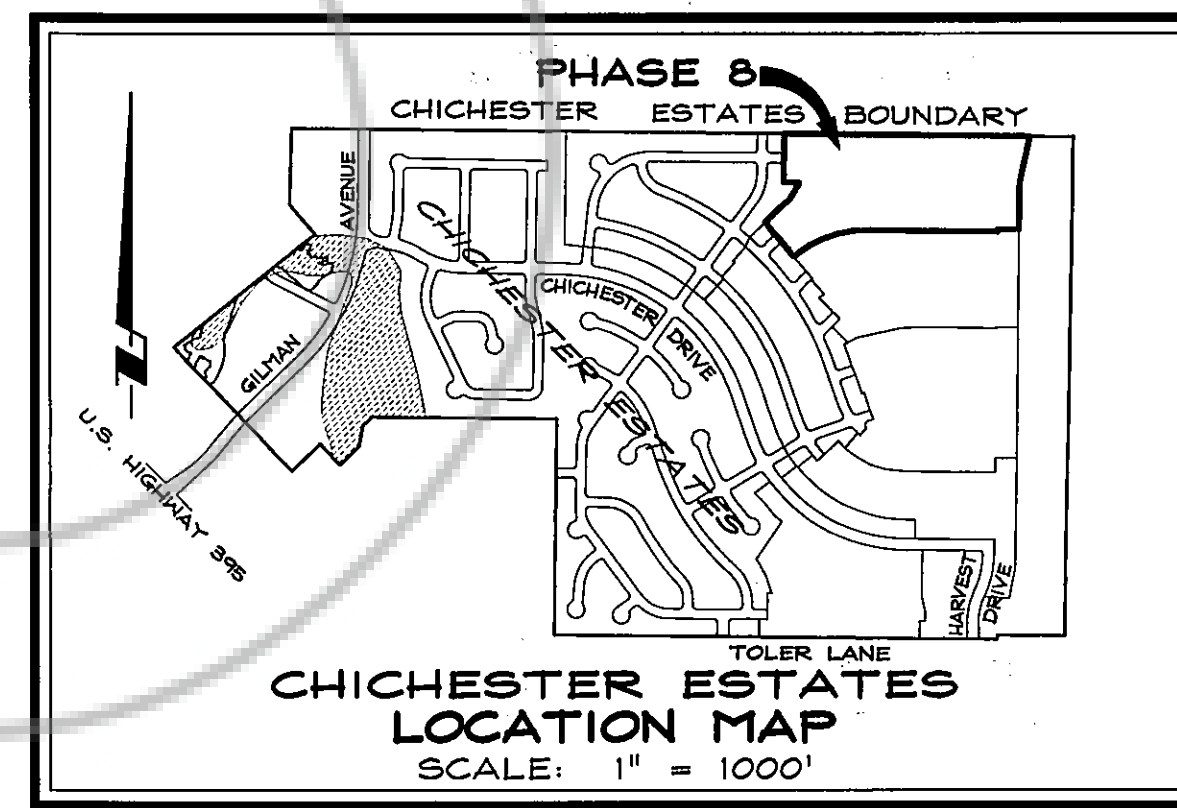 PHASE 8
CHICHESTER ESTATES BOUNDARY
AVENUE
CHICHESTER ESTATES
CHICHESTER DRIVE
GILMAN
U.S. HIGHWAY 395
HARVEST DRIVE
TOLER LANE
CHICHESTER ESTATES
LOCATION MAP
SCALE: 1" = 1000'